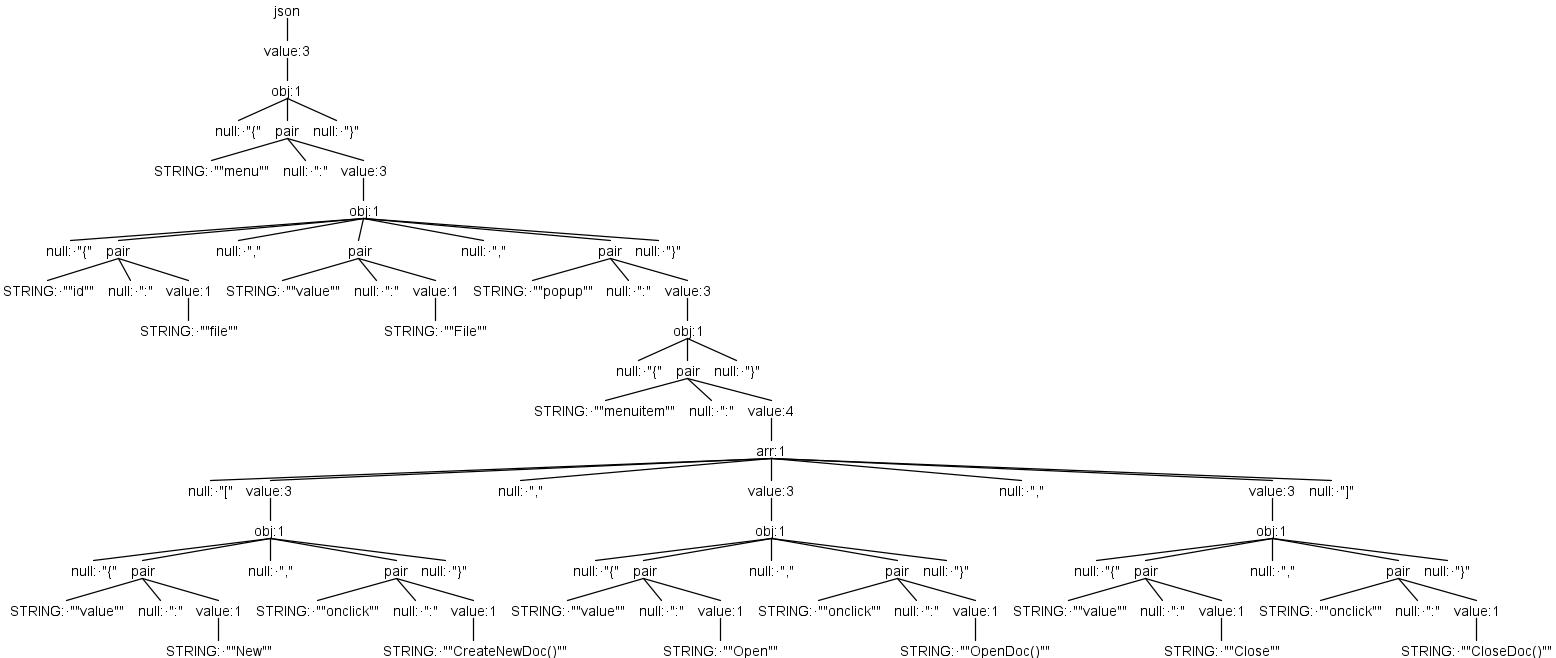 json
value:3
obj:1
null:·"{" pair null:·"}"
STRING:·""menu"" null:·":" value:3
obj:1
null:·"{" pair null:·"," pair null:·"," pair null:·"}"
STRING:·""id"" null:·":" value:1 STRING:·""value"" null:·":" value:1 STRING:·""popup"" null:·":" value:3
STRING:·""file"" STRING:·""File"" obj:1
null:·"{" pair null:·"}"
STRING:·""menuitem"" null:·":" value:4
arr:1
null:·"[" value:3 null:·"," value:3 null:·"," value:3 null:·"]"
obj:1 obj:1 obj:1
null:·"{" pair null:·"," pair null:·"}" null:·"{" pair null:·"," pair null:·"}" null:·"{" pair null:·"," pair null:·"}"
STRING:·""value"" null:·":" value:1 STRING:·""onclick"" null:·":" value:1 STRING:·""value"" null:·":" value:1 STRING:·""onclick"" null:·":" value:1 STRING:·""value"" null:·":" value:1 STRING:·""onclick"" null:·":" value:1
STRING:·""New"" STRING:·""CreateNewDoc()"" STRING:·""Open"" STRING:·""OpenDoc()"" STRING:·""Close"" STRING:·""CloseDoc()""